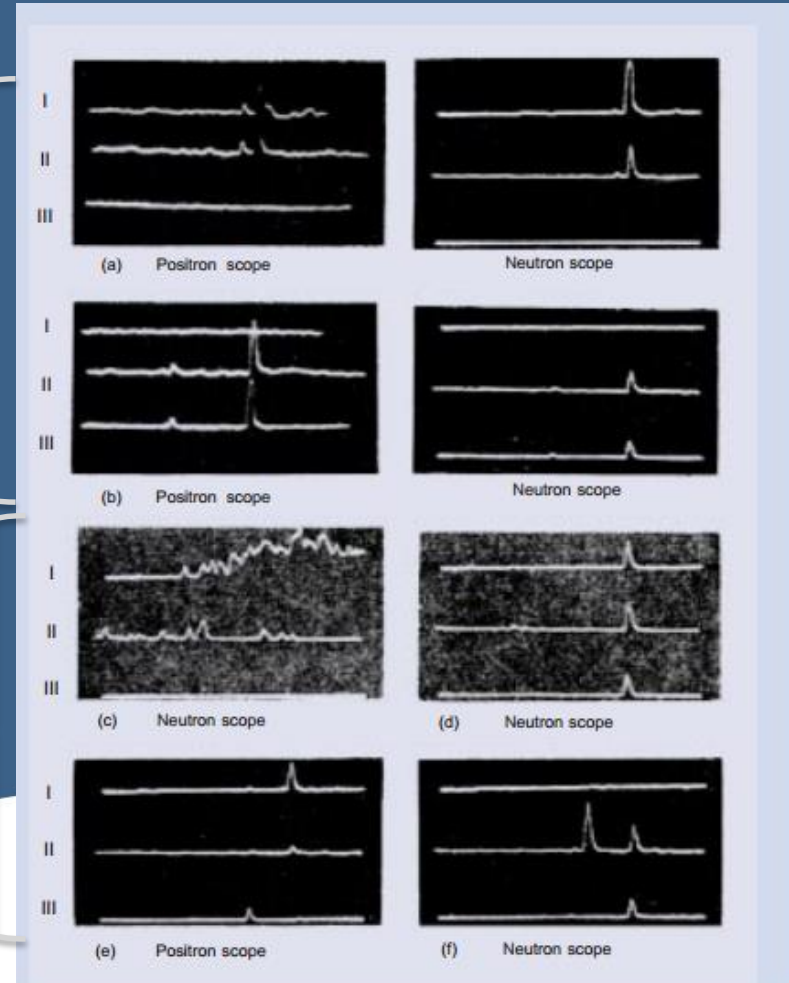 I
II
III
(a) Positron scope
Neutron scope
I
II
III
(b) Positron scope
Neutron scope
I
II
III
(c) Neutron scope
(d) Neutron scope
I
II
III
(e) Positron scope
(f) Neutron scope